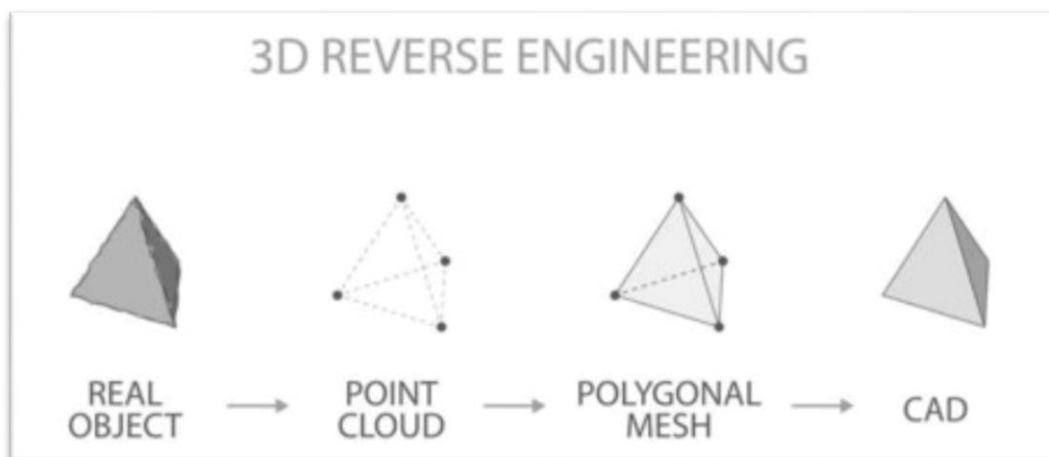 3D REVERSE ENGINEERING
REAL
OBJECT
POINT
CLOUD
POLYGONAL
MESH
CAD